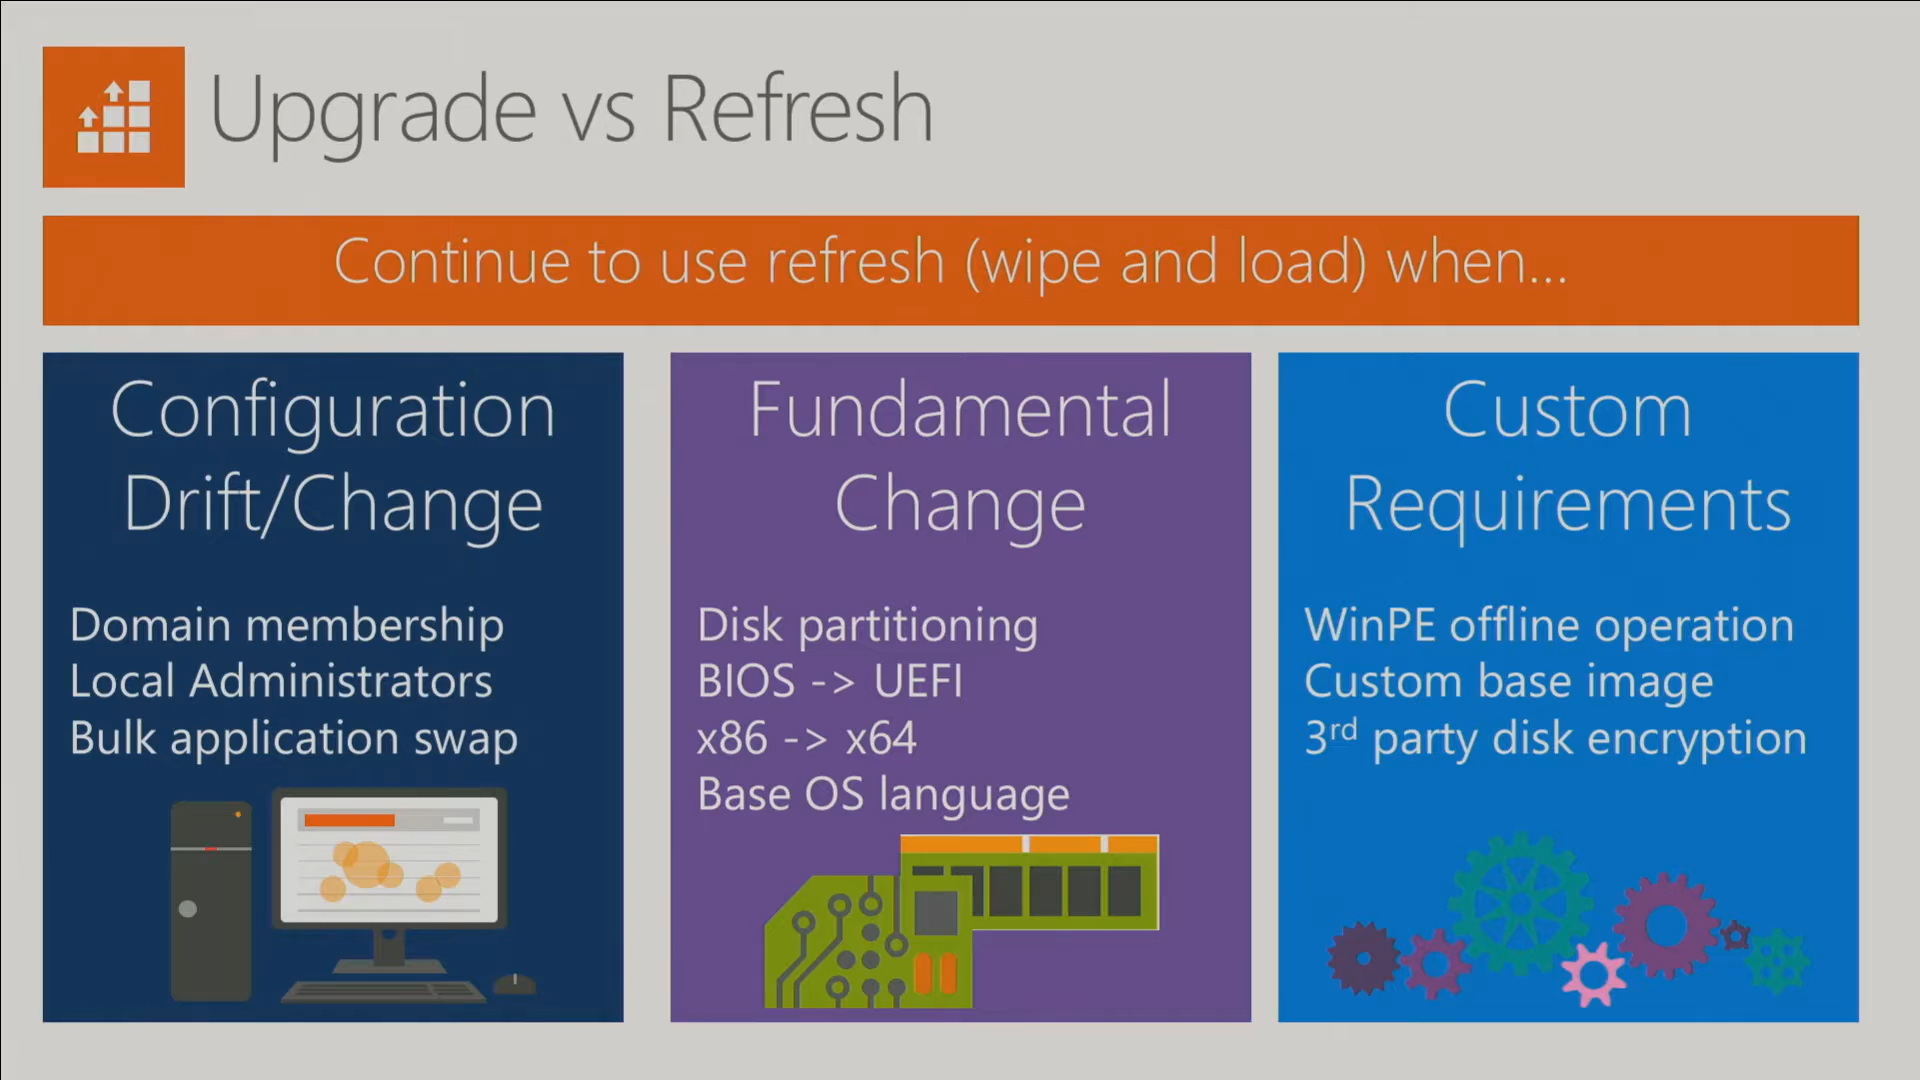 Upgrade vs Refresh
Continue to use refresh (wipe and load) when...
Configuration
Drift/Change
Domain membership
Local Administrators
Bulk application swap
Fundamental
Change
Disk partitioning
BIOS -> UEFI
x86 -> x64
Base OS language
Custom
Requirements
WinPE offline operation
Custom base image
3rd party disk encryption